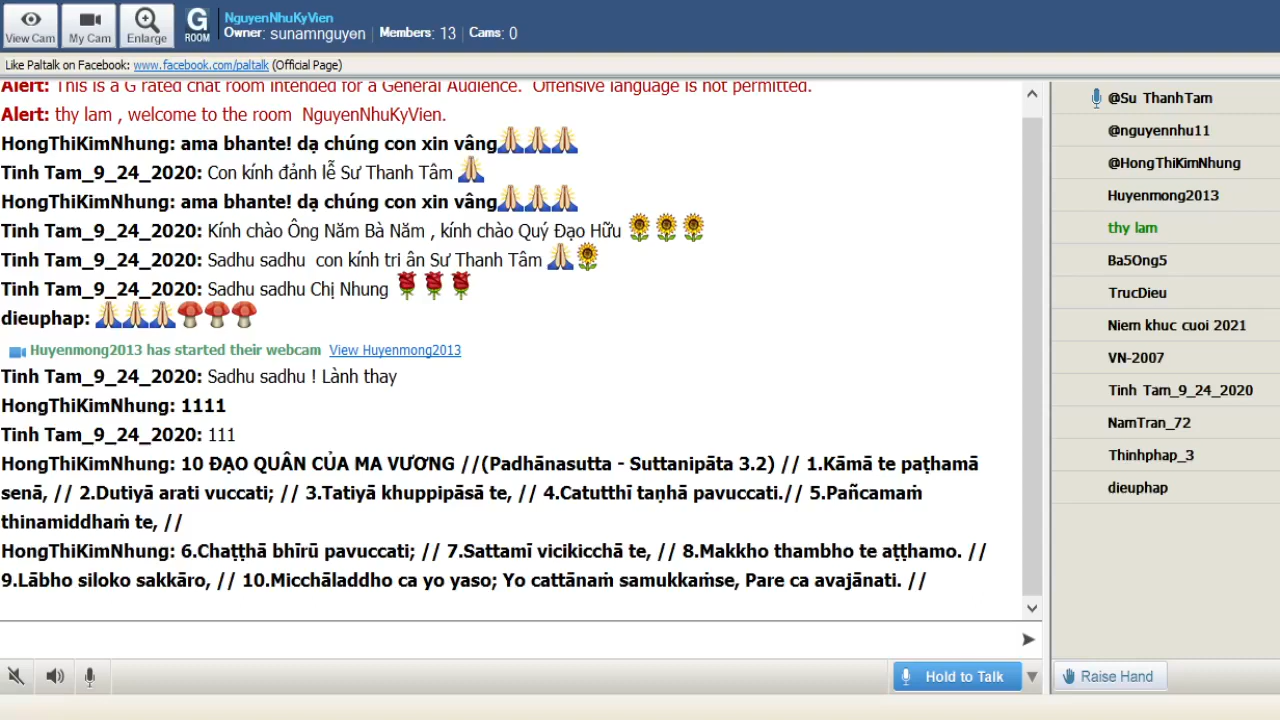 View Cam
My Cam
Enlarge
G
ROOM
NguyenNhuKyVien
Owner: sunamnguyen | Members: 13 | Cams: 0
Like Paltalk on Facebook: www.facebook.com/paltalk (Official Page)
Alert: This is a G rated chat room intended for a General Audience. Offensive language is not permitted.
Alert: thy lam , welcome to the room NguyenNhuKyVien.
HongThiKimNhung: ama bhante! dạ chúng con xin vâng
Tinh Tam_9_24_2020: Con kính đảnh lễ Sư Thanh Tâm
HongThiKimNhung: ama bhante! dạ chúng con xin vâng
Tinh Tam_9_24_2020: Kính chào Ông Năm Bà Năm , kính chào Quý Đạo Hữu
Tinh Tam_9_24_2020: Sadhu sadhu con kính tri ân Sư Thanh Tâm
Tinh Tam_9_24_2020: Sadhu sadhu Chị Nhung
dieuphap:
Huyenmong2013 has started their webcam View Huyenmong2013
Tinh Tam_9_24_2020: Sadhu sadhu ! Lành thay
HongThiKimNhung: 1111
Tinh Tam_9_24_2020: 111
HongThiKimNhung: 10 ĐẠO QUÂN CỦA MA VƯƠNG //(Padhānasutta - Suttanipāta 3.2) // 1.Kāmā te paṭhamā
senā, // 2.Dutiyā arati vuccati; // 3.Tatiyā khuppipāsā te, // 4.Catutthī taṇhā pavuccati.// 5.Pañcamaṁ
thinamiddhaṁ te, //
HongThiKimNhung: 6.Chaṭṭhā bhīrū pavuccati; // 7.Sattamī vicikicchā te, // 8.Makkho thambho te aṭṭhamo. //
9.Lābho siloko sakkāro, // 10.Micchāladdho ca yo yaso; Yo cattānaṁ samukkaṁse, Pare ca avajānati. //
@Su ThanhTam
@nguyennhu11
@HongThiKimNhung
Huyenmong2013
thy lam
Ba5Ong5
TrucDieu
Niem khuc cuoi 2021
VN-2007
Tinh Tam_9_24_2020
NamTran_72
Thinhphap_3
dieuphap
Hold to Talk
Raise Hand